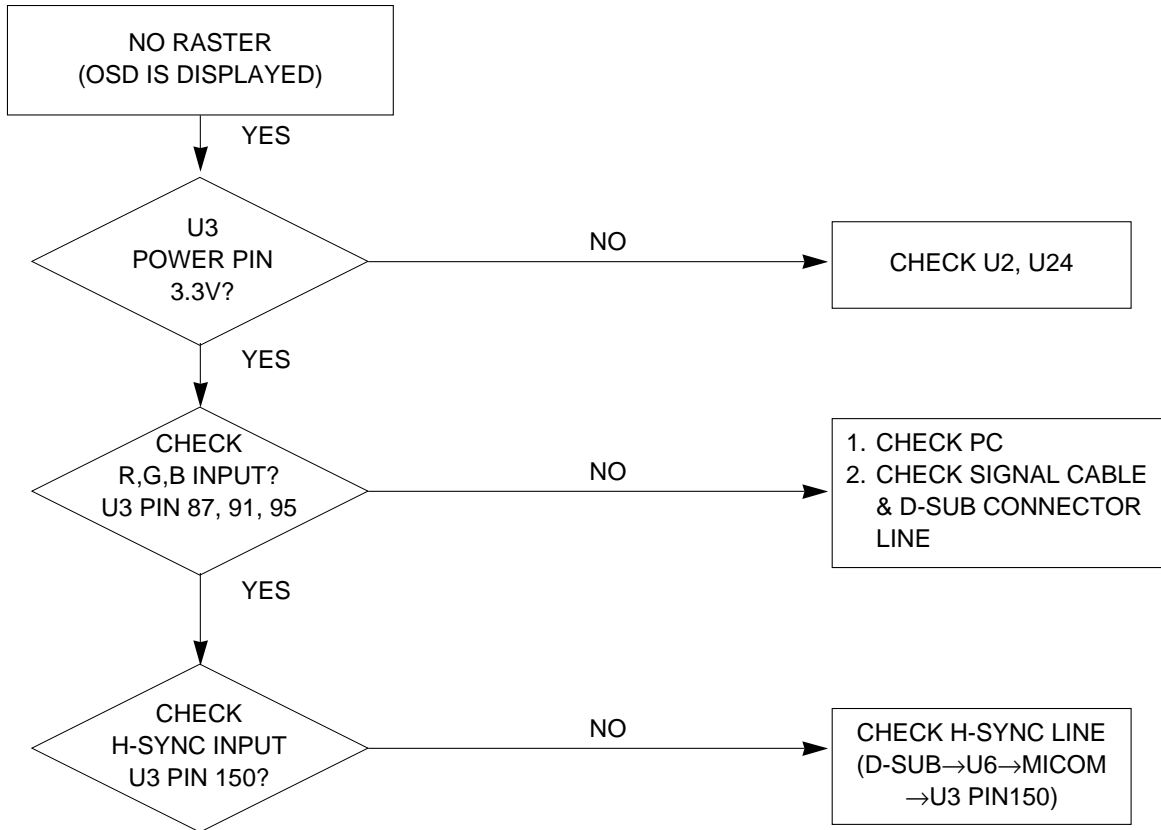 NO RASTER
(OSD IS DISPLAYED)
YES
U3
POWER PIN
3.3V?
NO
CHECK U2, U24
YES
CHECK
R,G,B INPUT?
U3 PIN 87, 91, 95
NO
1. CHECK PC
2. CHECK SIGNAL CABLE
& D-SUB CONNECTOR
LINE
YES
CHECK
H-SYNC INPUT
U3 PIN 150?
NO
CHECK H-SYNC LINE
(D-SUB→U6→MICOM
→U3 PIN150)